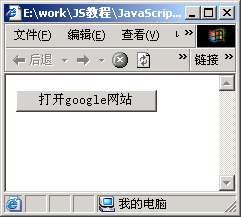 E:\work\JS教程\JavaScrip...
文件(F) 编辑(E) 查看(V) »
后退 » 链接 »
打开google网站
我的电脑